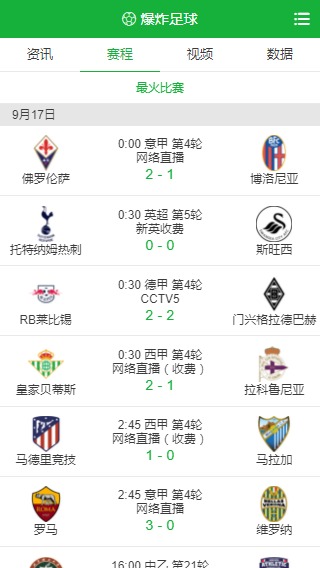 爆炸足球
资讯 赛程 视频 数据
最火比赛
9月17日
0:00 意甲 第4轮
网络直播
佛罗伦萨 2 - 1 博洛尼亚
0:30 英超 第5轮
新英收费
托特纳姆热刺 0 - 0 斯旺西
0:30 德甲 第4轮
CCTV5
RB莱比锡 2 - 2 门兴格拉德巴赫
0:30 西甲 第4轮
网络直播（收费）
皇家贝蒂斯 2 - 1 拉科鲁尼亚
2:45 西甲 第4轮
网络直播（收费）
马德里竞技 1 - 0 马拉加
2:45 意甲 第4轮
网络直播
罗马 3 - 0 维罗纳
16:00 中乙 第21轮